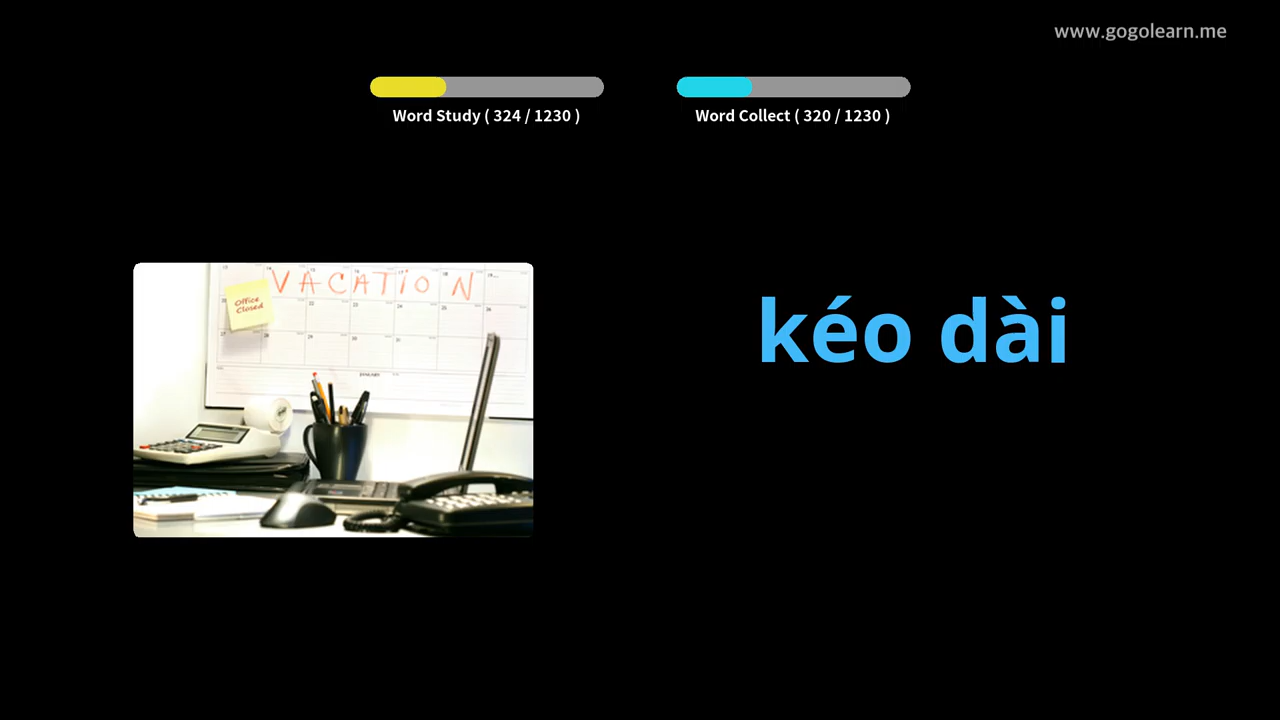 www.gogolearn.me
Word Study ( 324 / 1230 )
Word Collect ( 320 / 1230 )
VACATION
Office
Closed
kéo dài